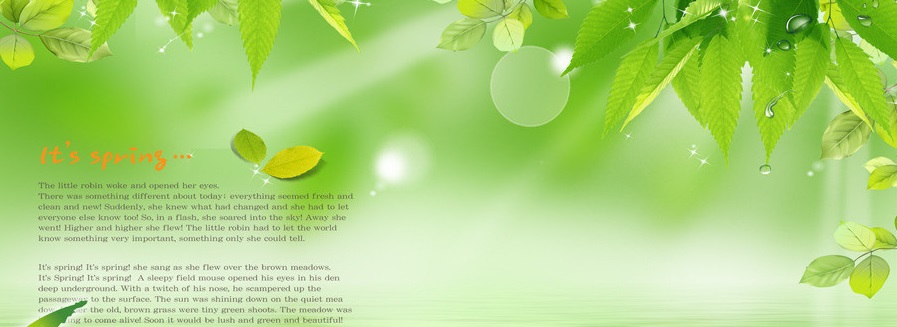 It's spring...
The little robin woke and opened her eyes.
There was something different about today; everything seemed fresh and
clean and new! Suddenly, she knew what had changed and she had to let
everyone else know too! So, in a flash, she soared into the sky! Away she
went! Higher and higher she flew! The little robin had to let the world
know something very important, something only she could tell.
It's spring! It's spring! she sang as she flew over the brown meadows.
It's Spring! It's spring! A sleepy field mouse opened his eyes in his den
deep underground. With a twitch of his nose, he scampered up the
passageway to the surface. The sun was shining down on the quiet mea
the old, brown grass were tiny green shoots. The meadow was
to come alive! Soon it would be lush and green and beautiful!